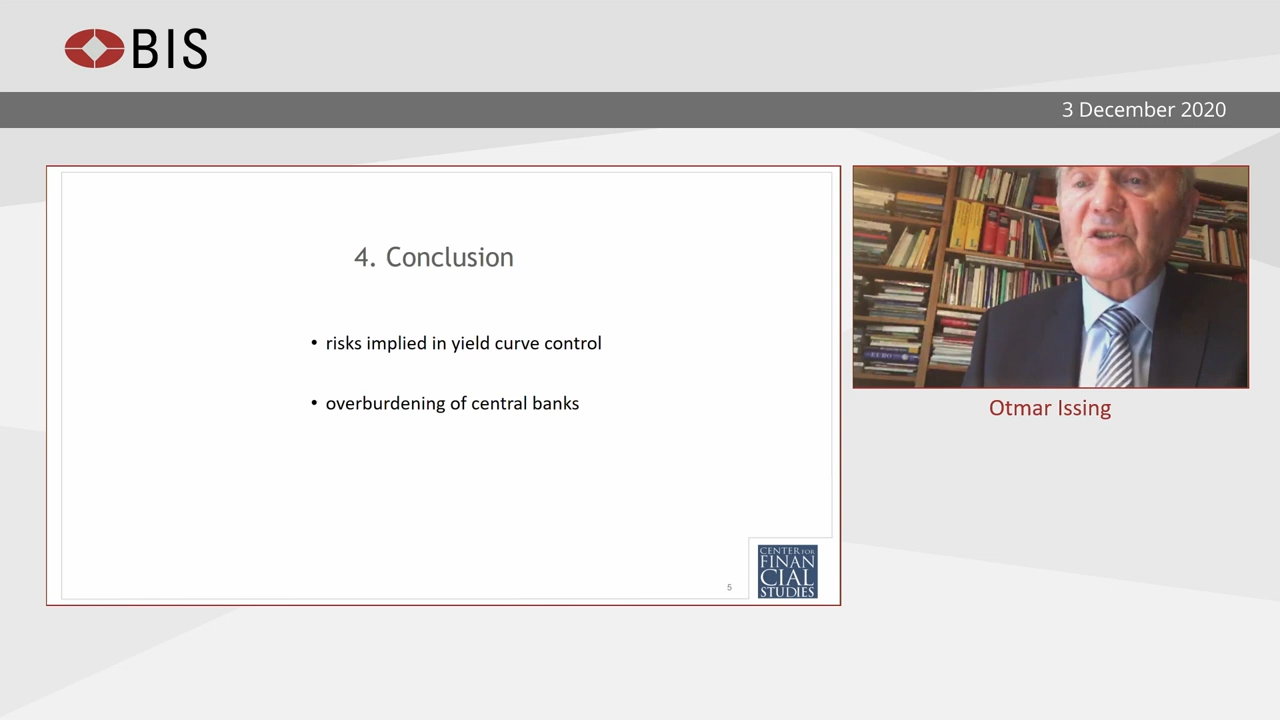 BIS
3 December 2020
4. Conclusion
• risks implied in yield curve control
• overburdening of central banks
5
CENTER FOR
FINAN
CIAL
STUDIES
Otmar Issing
EURO